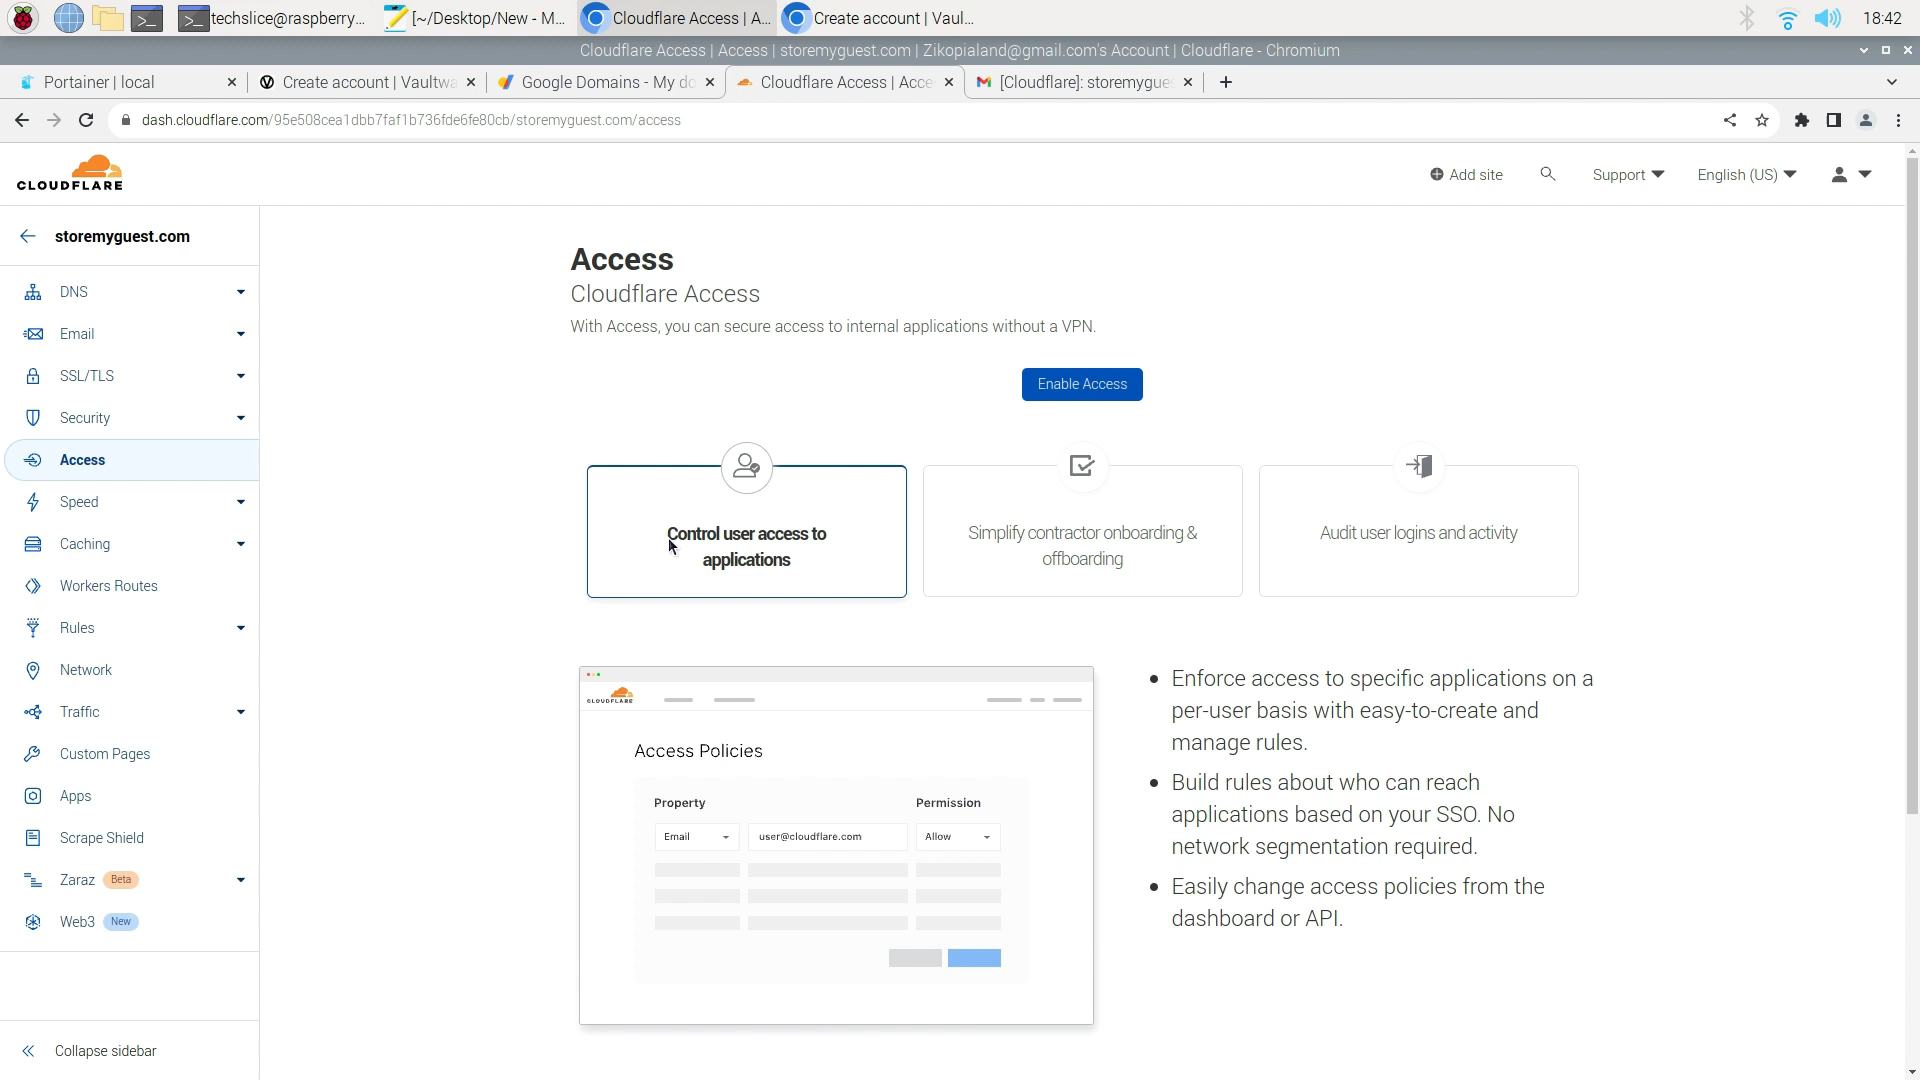 techslice@raspberry...
[~/Desktop/New - M...
Cloudflare Access | A...
Create account | Vaul...
18:42
Cloudflare Access | Access | storemyguest.com | Zikopialand@gmail.com's Account | Cloudflare - Chromium
Portainer | local
Create account | Vaultwa
Google Domains - My do
Cloudflare Access | Acce
[Cloudflare]: storemygues
dash.cloudflare.com/95e508cea1dbb7faf1b736fde6fe80cb/storemyguest.com/access
CLOUDFLARE
Add site
Support
English (US)
storemyguest.com
DNS
Email
SSL/TLS
Security
Access
Speed
Caching
Workers Routes
Rules
Network
Traffic
Custom Pages
Apps
Scrape Shield
Zaraz Beta
Web3 New
Collapse sidebar
Access
Cloudflare Access
With Access, you can secure access to internal applications without a VPN.
Enable Access
Control user access to
applications
Simplify contractor onboarding &
offboarding
Audit user logins and activity
CLOUDFLARE
Access Policies
Property
Permission
Email
user@cloudflare.com
Allow
• Enforce access to specific applications on a
per-user basis with easy-to-create and
manage rules.
• Build rules about who can reach
applications based on your SSO. No
network segmentation required.
• Easily change access policies from the
dashboard or API.